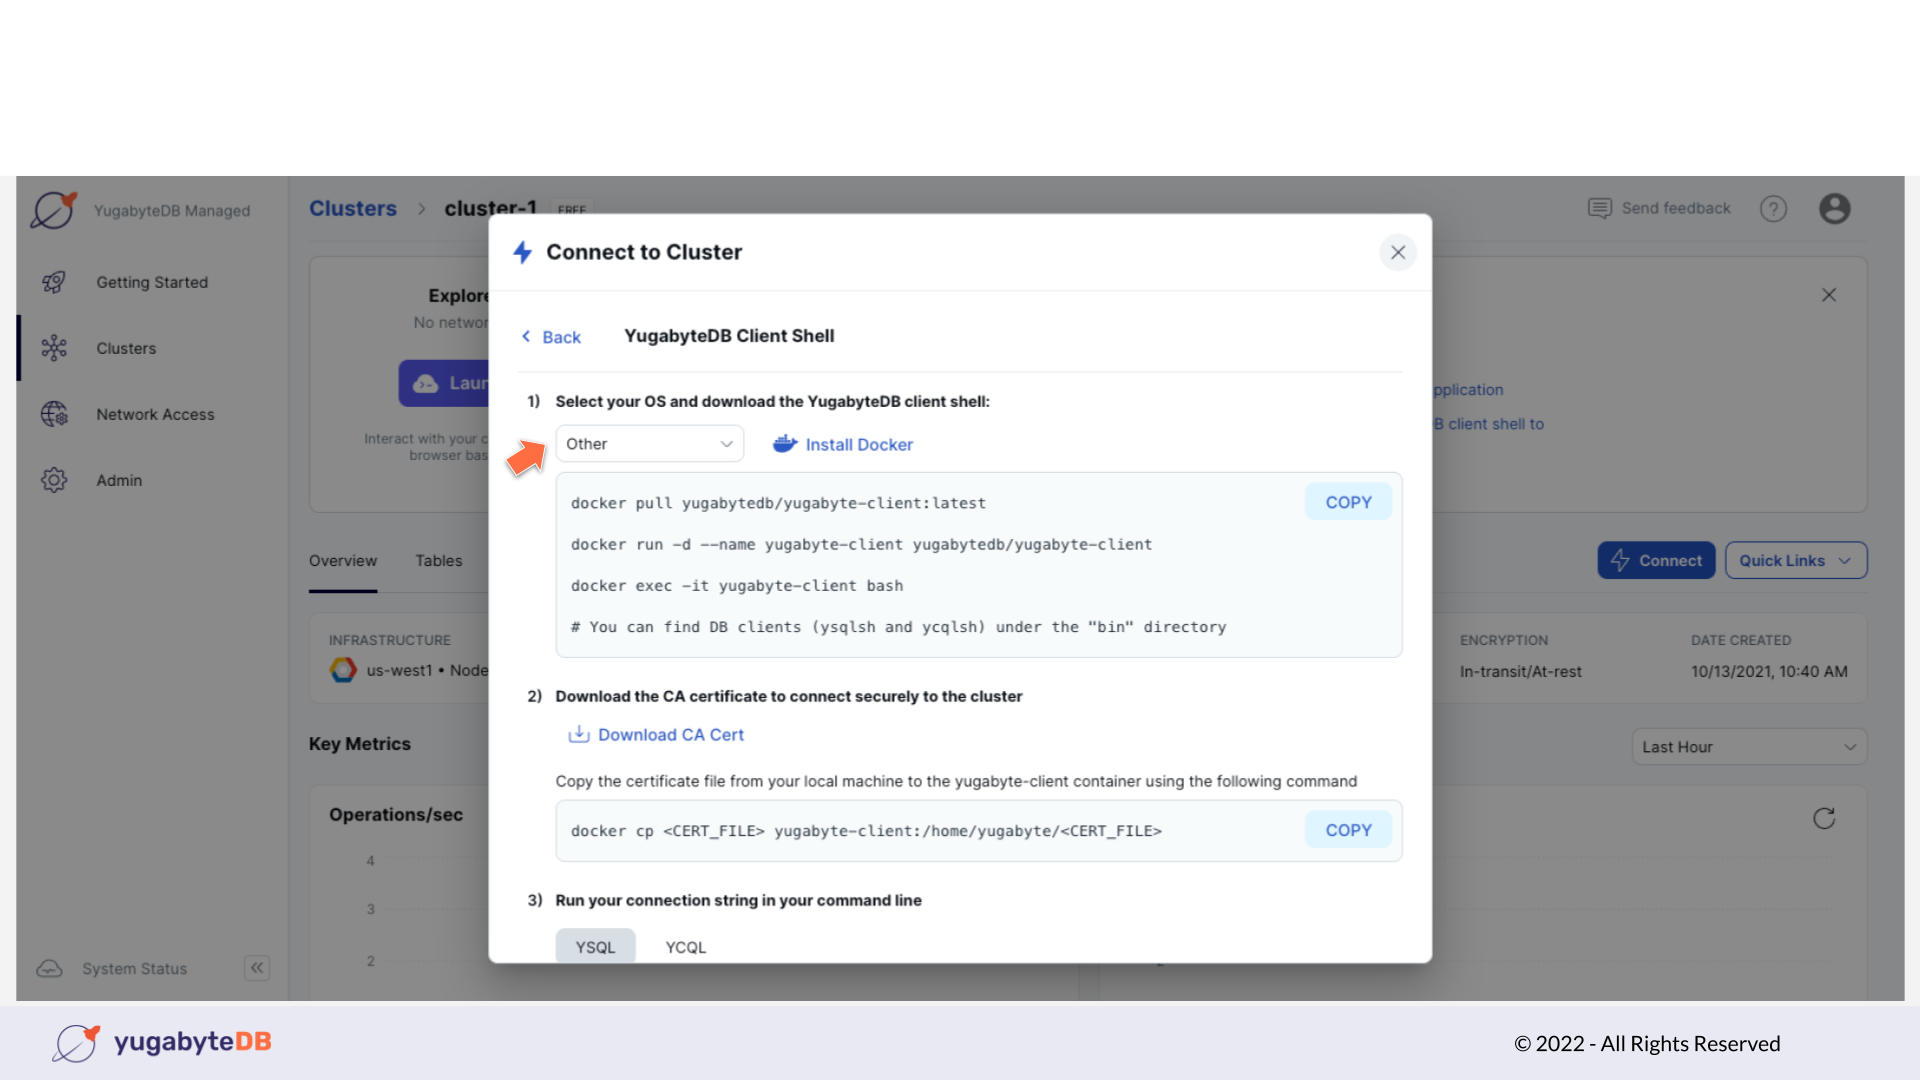 YugabyteDB Managed
Getting Started
Clusters
Network Access
Admin
System Status
Clusters > cluster-1 FREE
Send feedback
?
Explore
No networ
Laun
Interact with your c
browser bas
pplication
B client shell to
Overview Tables
Connect
Quick Links
INFRASTRUCTURE
us-west1 • Node
ENCRYPTION
In-transit/At-rest
DATE CREATED
10/13/2021, 10:40 AM
Key Metrics
Last Hour
Operations/sec
4
3
2
Connect to Cluster
Back
YugabyteDB Client Shell
1) Select your OS and download the YugabyteDB client shell:
Other
Install Docker
docker pull yugabytedb/yugabyte-client:latest
COPY
docker run -d --name yugabyte-client yugabytedb/yugabyte-client
docker exec -it yugabyte-client bash
# You can find DB clients (ysqlsh and ycqlsh) under the "bin" directory
2) Download the CA certificate to connect securely to the cluster
Download CA Cert
Copy the certificate file from your local machine to the yugabyte-client container using the following command
docker cp <CERT_FILE> yugabyte-client:/home/yugabyte/<CERT_FILE>
COPY
3) Run your connection string in your command line
YSQL YCQL
yugabyteDB
© 2022 - All Rights Reserved